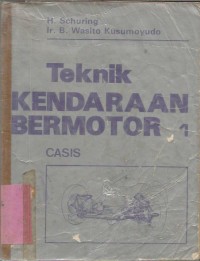 H. Schuring
Ir. B. Wasito Kusumoyudo
Teknik
KENDARAAN
BERMOTOR 1
CASIS